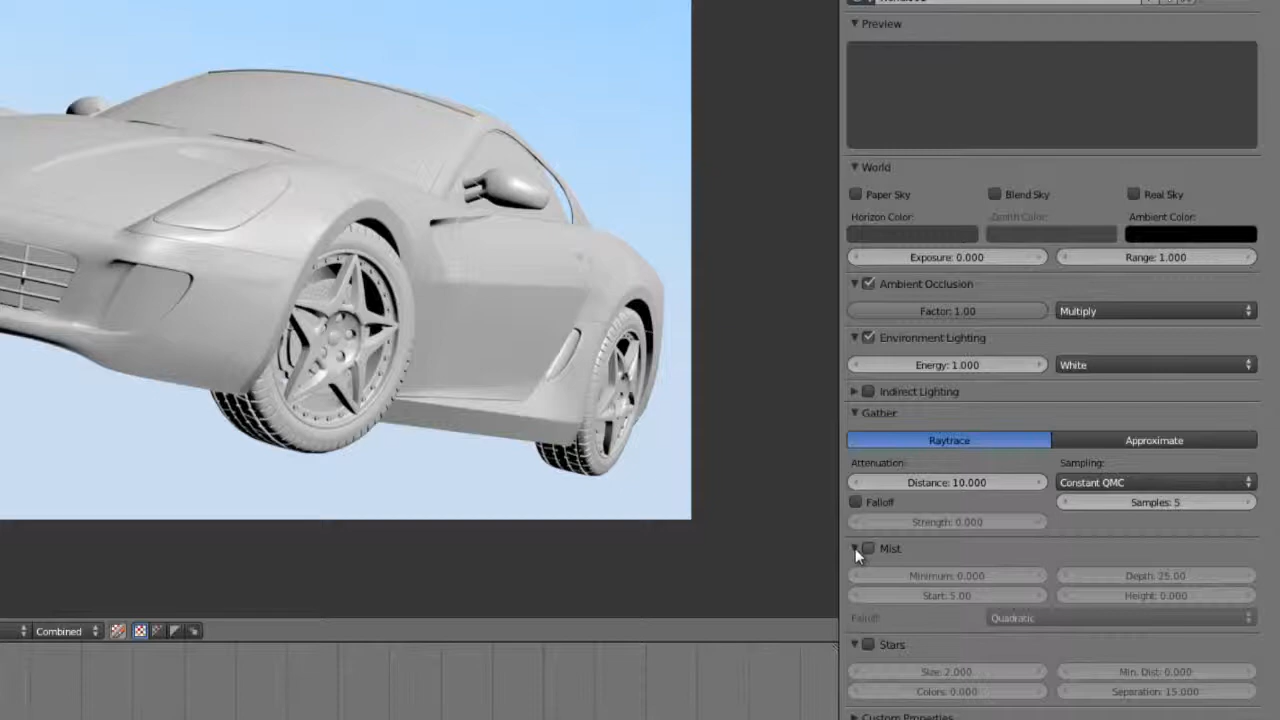 Preview
World
Paper Sky Blend Sky Real Sky
Horizon Color: Zenith Color: Ambient Color:
Exposure: 0.000 Range: 1.000
Ambient Occlusion
Factor: 1.00 Multiply
Environment Lighting
Energy: 1.000 White
Indirect Lighting
Gather
Raytrace Approximate
Attenuation: Sampling:
Distance: 10.000 Constant QMC
Falloff Samples: 5
Strength: 0.000
Mist
Minimum: 0.000 Depth: 25.00
Start: 5.00 Height: 0.000
Falloff: Quadratic
Combined
Stars
Size: 2.000 Min. Dist: 0.000
Colors: 0.000 Separation: 15.000
Custom Properties